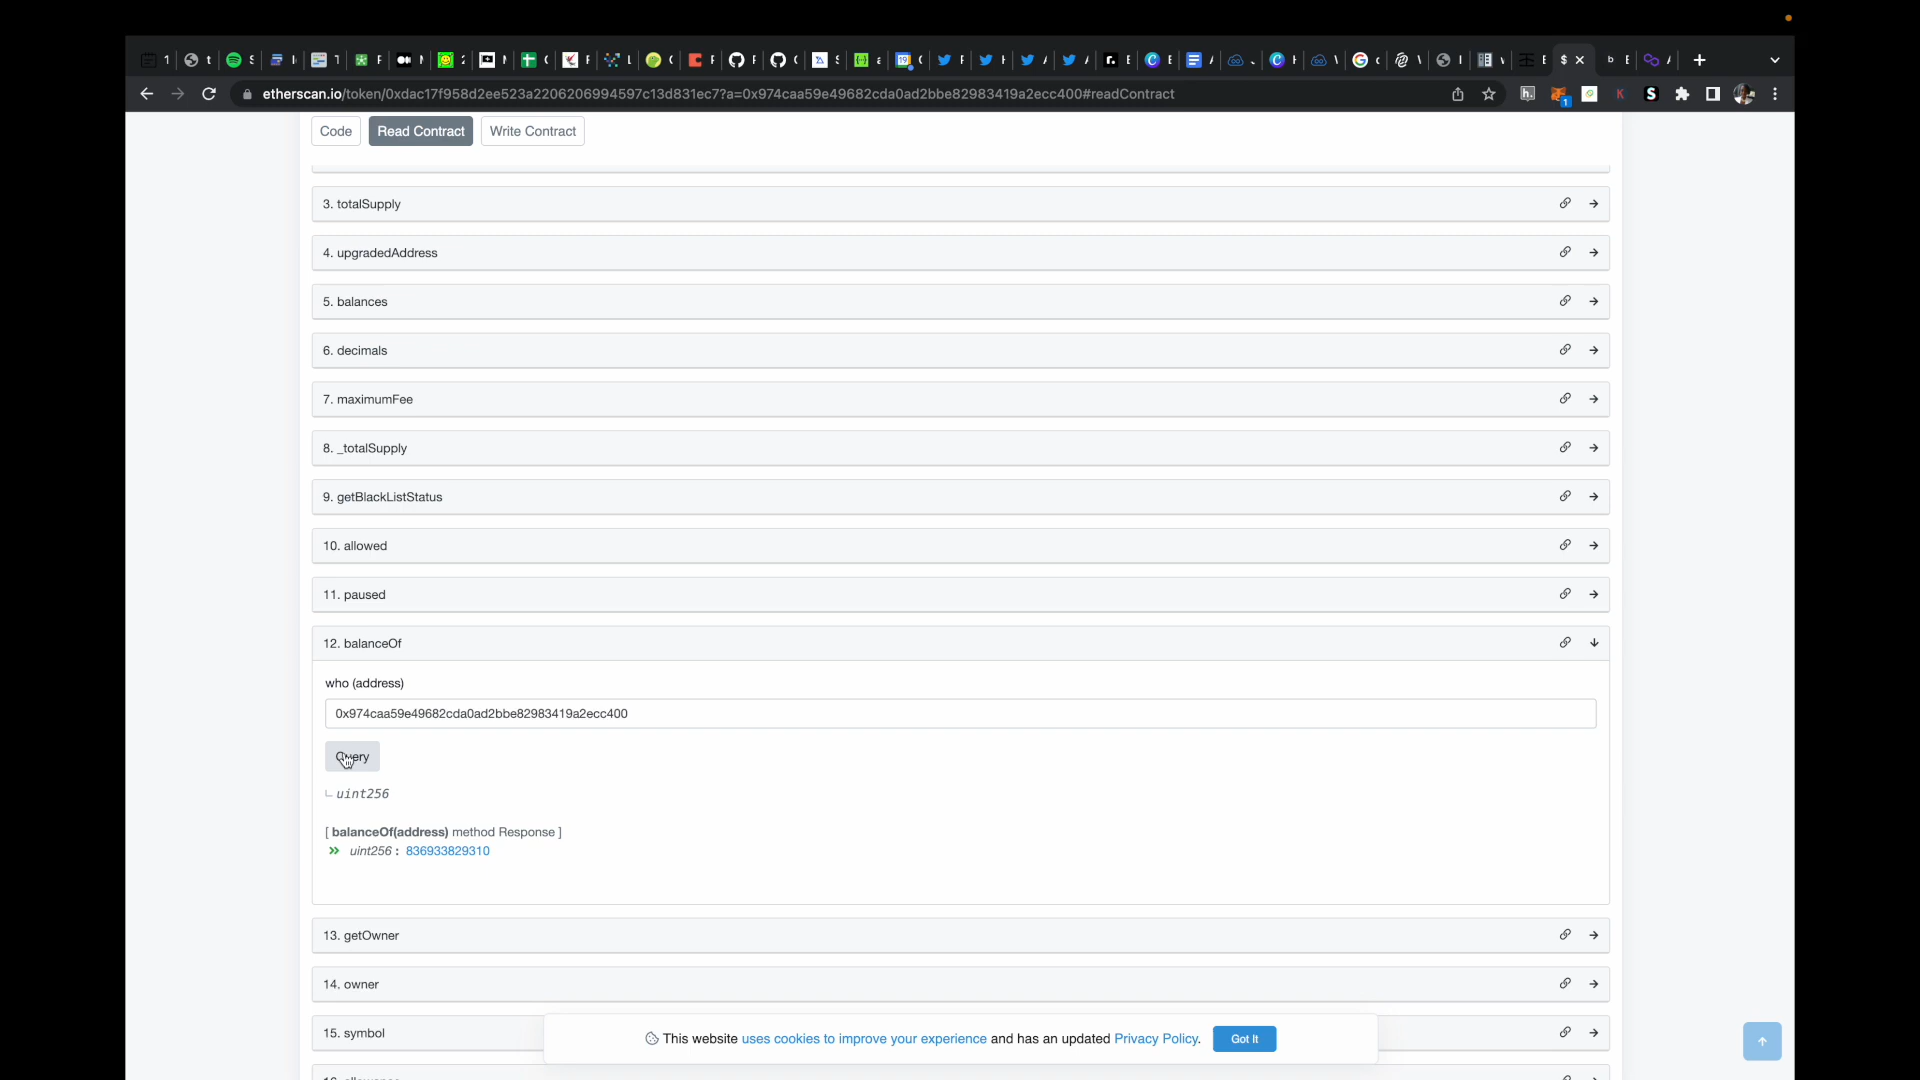 etherscan.io/token/0xdac17f958d2ee523a2206206994597c13d831ec7?a=0x974caa59e49682cda0ad2bbe82983419a2ecc400#readContract
Code
Read Contract
Write Contract
3. totalSupply
4. upgradedAddress
5. balances
6. decimals
7. maximumFee
8. _totalSupply
9. getBlackListStatus
10. allowed
11. paused
12. balanceOf
who (address)
0x974caa59e49682cda0ad2bbe82983419a2ecc400
Query
uint256
[ balanceOf(address) method Response ]
uint256 : 836933829310
13. getOwner
14. owner
15. symbol
This website uses cookies to improve your experience and has an updated Privacy Policy.
Got It